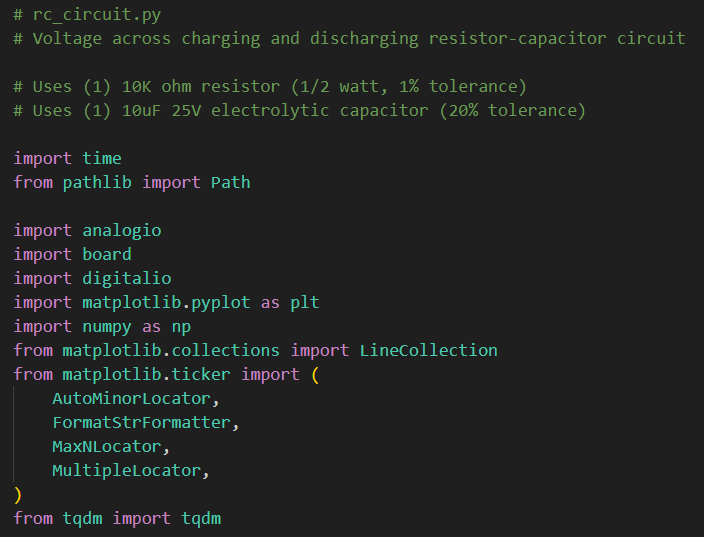 # rc_circuit.py
# Voltage across charging and discharging resistor-capacitor circuit

# Uses (1) 10K ohm resistor (1/2 watt, 1% tolerance)
# Uses (1) 10uF 25V electrolytic capacitor (20% tolerance)

import time
from pathlib import Path

import analogio
import board
import digitalio
import matplotlib.pyplot as plt
import numpy as np
from matplotlib.collections import LineCollection
from matplotlib.ticker import (
    AutoMinorLocator,
    FormatStrFormatter,
    MaxNLocator,
    MultipleLocator,
)
from tqdm import tqdm